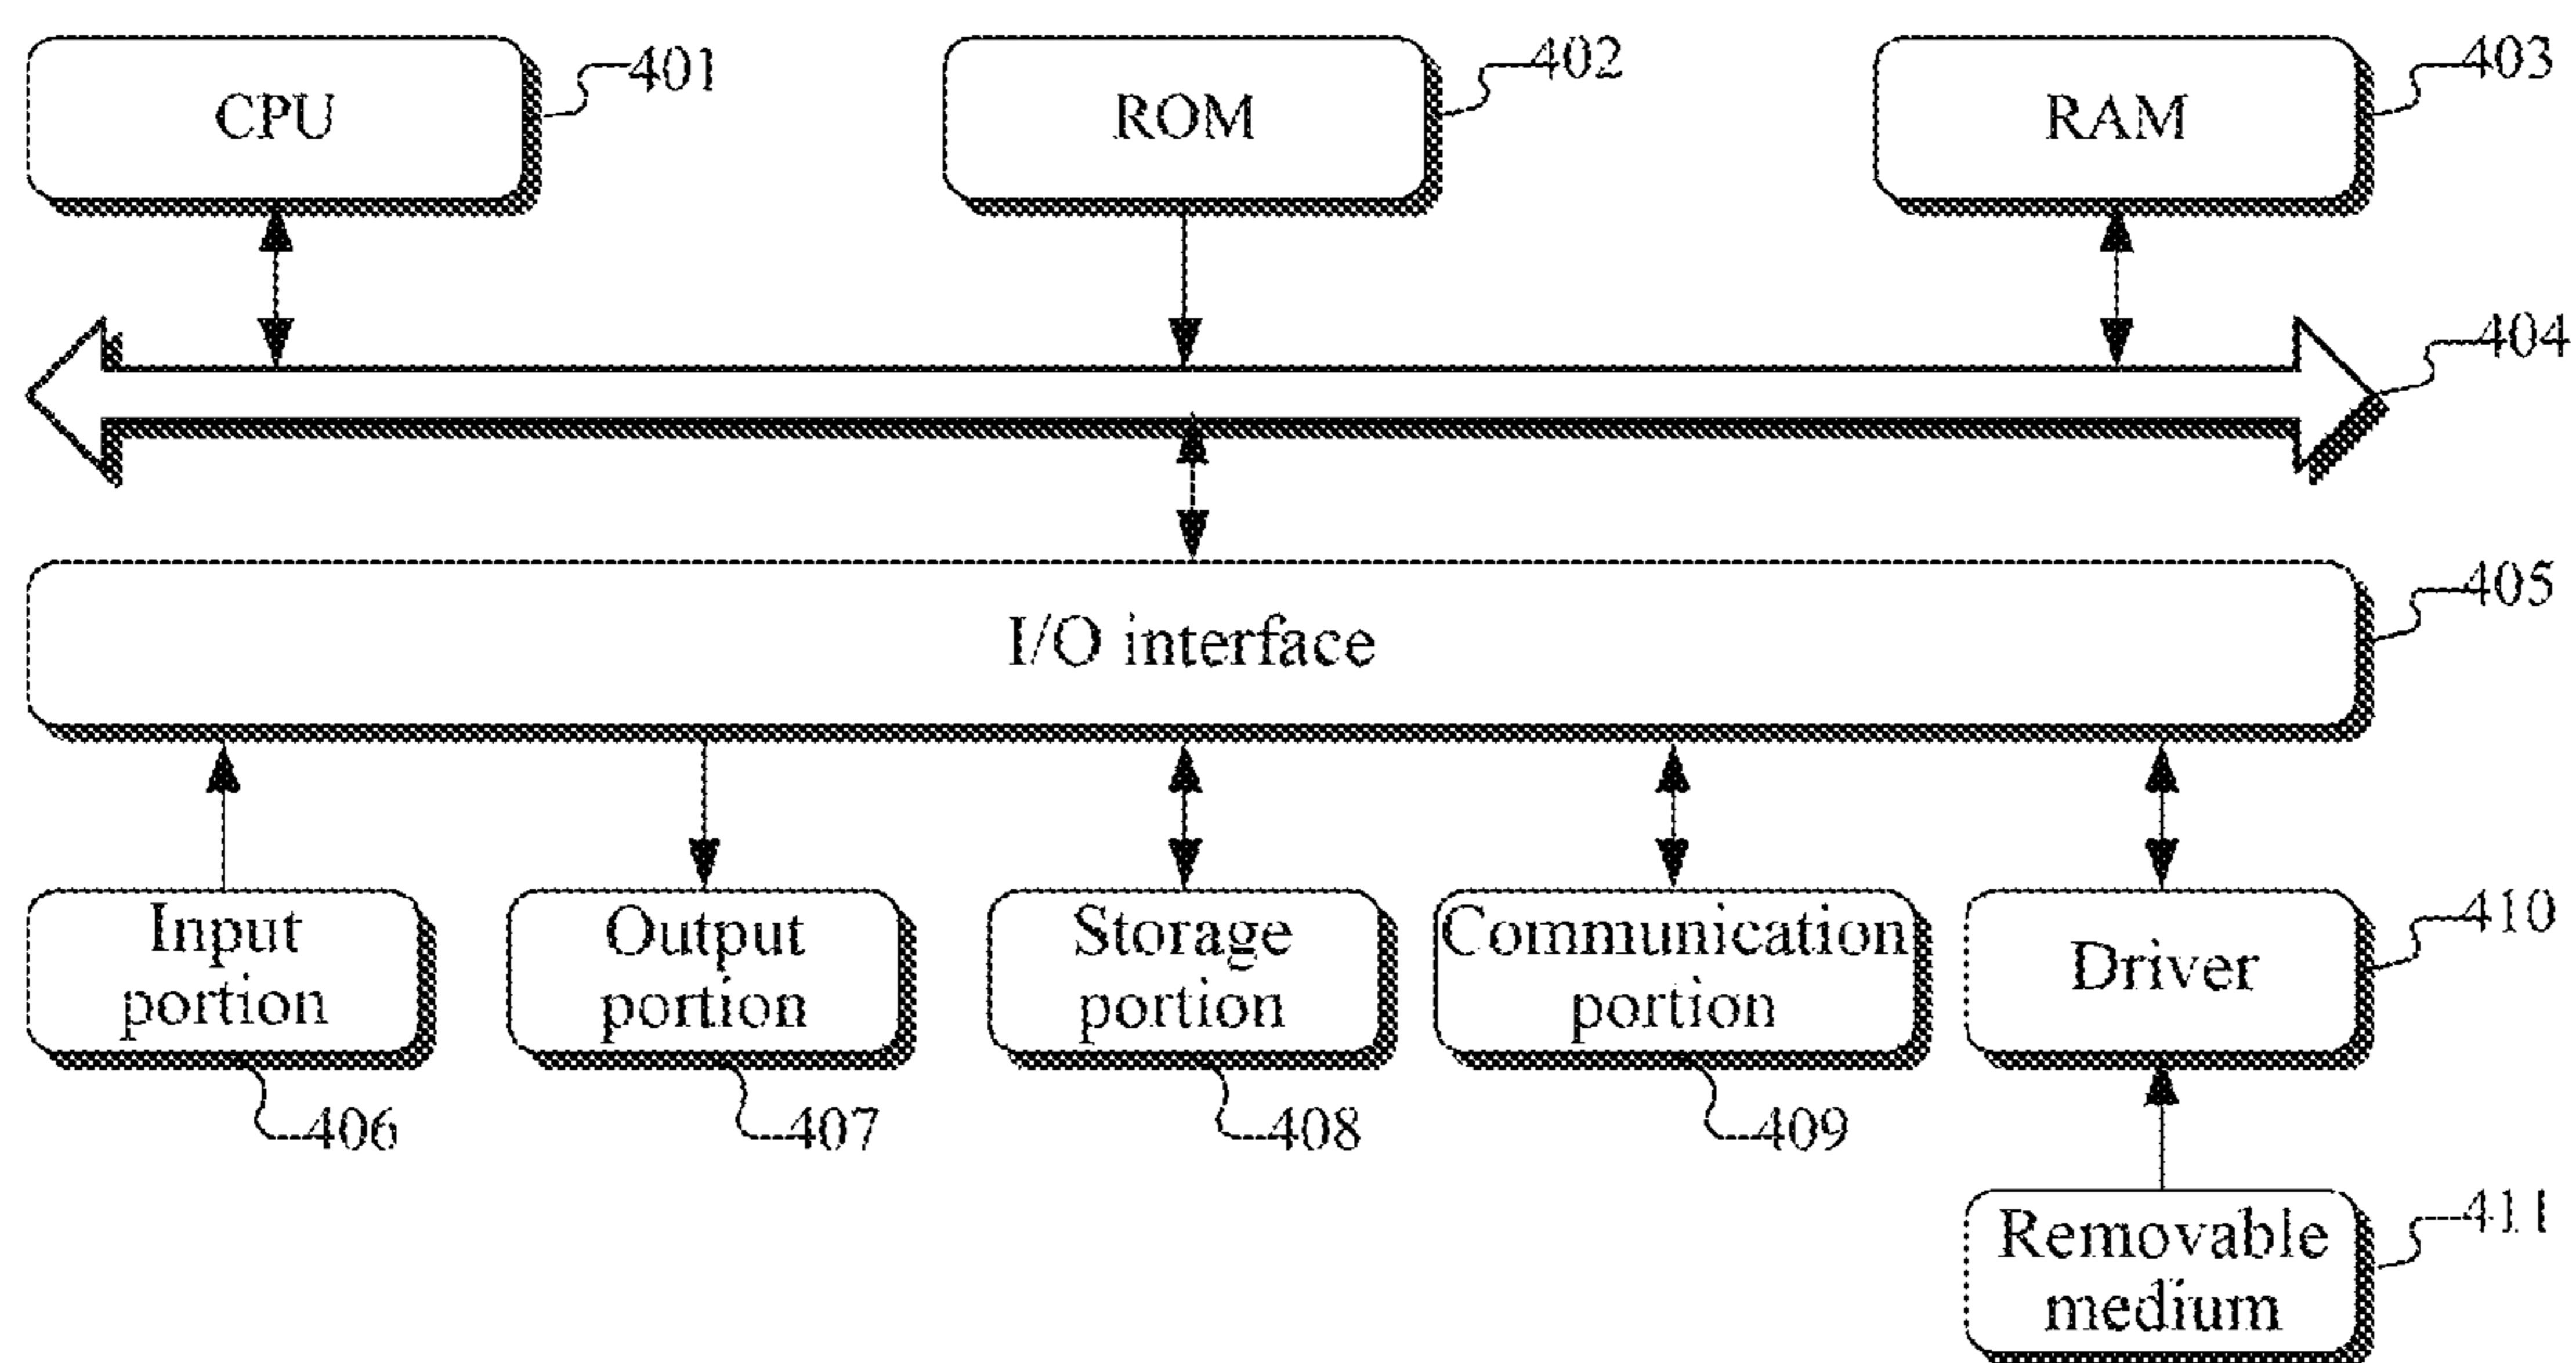 CPU
401
ROM
402
RAM
403
404
I/O interface
405
Input
portion
406
Output
portion
407
Storage
portion
408
Communication
portion
409
Driver
410
Removable
medium
411